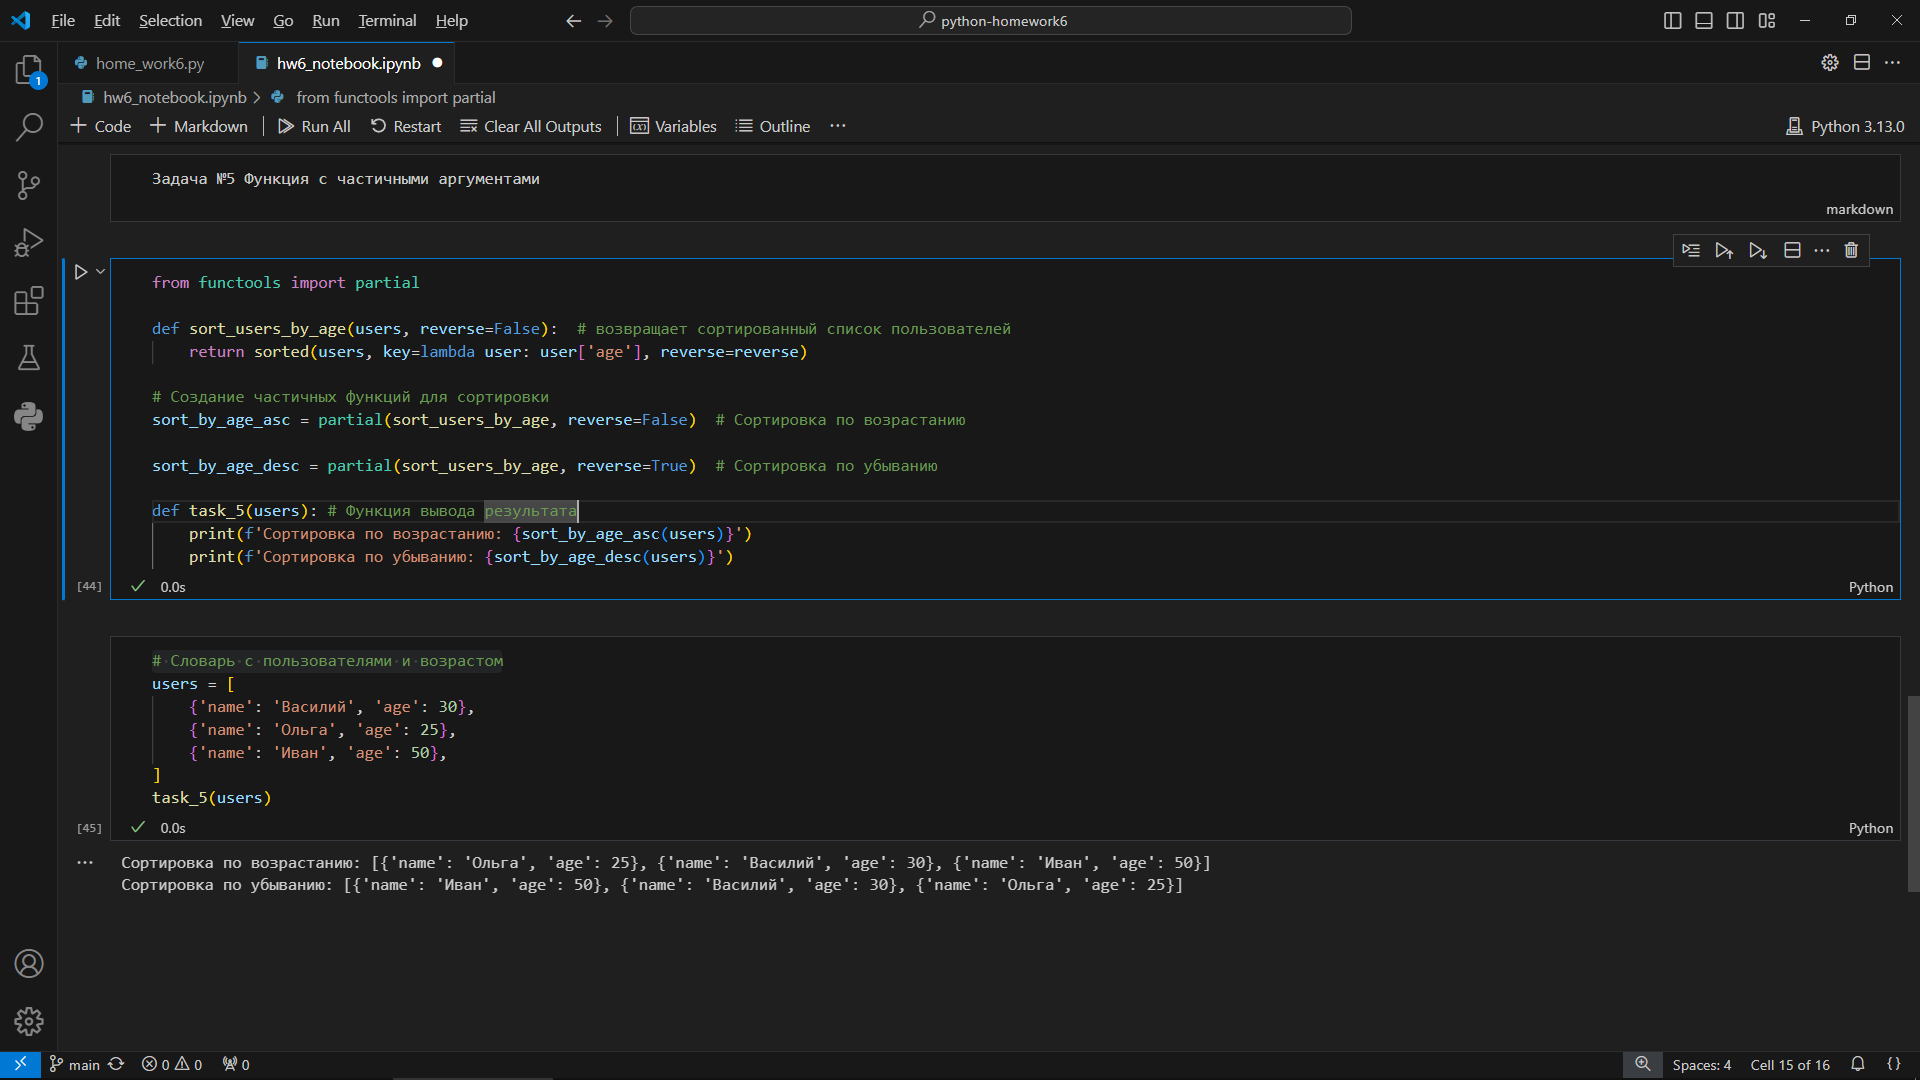 File Edit Selection View Go Run Terminal Help python-homework6
home_work6.py hw6_notebook.ipynb
hw6_notebook.ipynb > from functools import partial
Code Markdown Run All Restart Clear All Outputs Variables Outline ... Python 3.13.0
Задача №5 Функция с частичными аргументами
markdown
from functools import partial
def sort_users_by_age(users, reverse=False):  # возвращает сортированный список пользователей
    return sorted(users, key=lambda user: user['age'], reverse=reverse)
# Создание частичных функций для сортировки
sort_by_age_asc = partial(sort_users_by_age, reverse=False)  # Сортировка по возрастанию
sort_by_age_desc = partial(sort_users_by_age, reverse=True)  # Сортировка по убыванию
def task_5(users): # Функция вывода результата
    print(f'Сортировка по возрастанию: {sort_by_age_asc(users)}')
    print(f'Сортировка по убыванию: {sort_by_age_desc(users)}')
[44] 0.0s Python
# Словарь с пользователями и возрастом
users = [
    {'name': 'Василий', 'age': 30},
    {'name': 'Ольга', 'age': 25},
    {'name': 'Иван', 'age': 50},
]
task_5(users)
[45] 0.0s Python
Сортировка по возрастанию: [{'name': 'Ольга', 'age': 25}, {'name': 'Василий', 'age': 30}, {'name': 'Иван', 'age': 50}]
Сортировка по убыванию: [{'name': 'Иван', 'age': 50}, {'name': 'Василий', 'age': 30}, {'name': 'Ольга', 'age': 25}]
1
main 0 0 0 Spaces: 4 Cell 15 of 16 {}